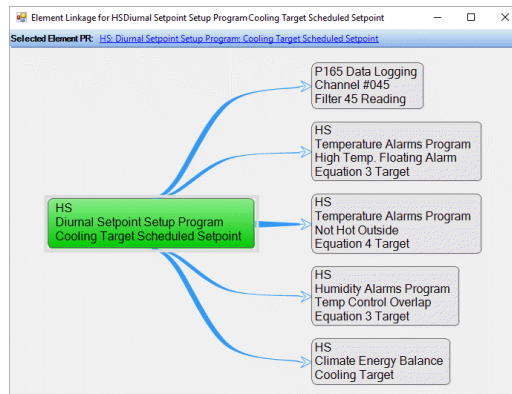 Element Linkage for HSDiurnal Setpoint Setup Program Cooling Target Scheduled Setpoint
Selected Element PR: HS: Diurnal Setpoint Setup Program: Cooling Target Scheduled Setpoint
P165 Data Logging
Channel #045
Filter 45 Reading
HS
Temperature Alarms Program
High Temp. Floating Alarm
Equation 3 Target
HS
Diurnal Setpoint Setup Program
Cooling Target Scheduled Setpoint
HS
Temperature Alarms Program
Not Hot Outside
Equation 4 Target
HS
Humidity Alarms Program
Temp Control Overlap
Equation 3 Target
HS
Climate Energy Balance
Cooling Target